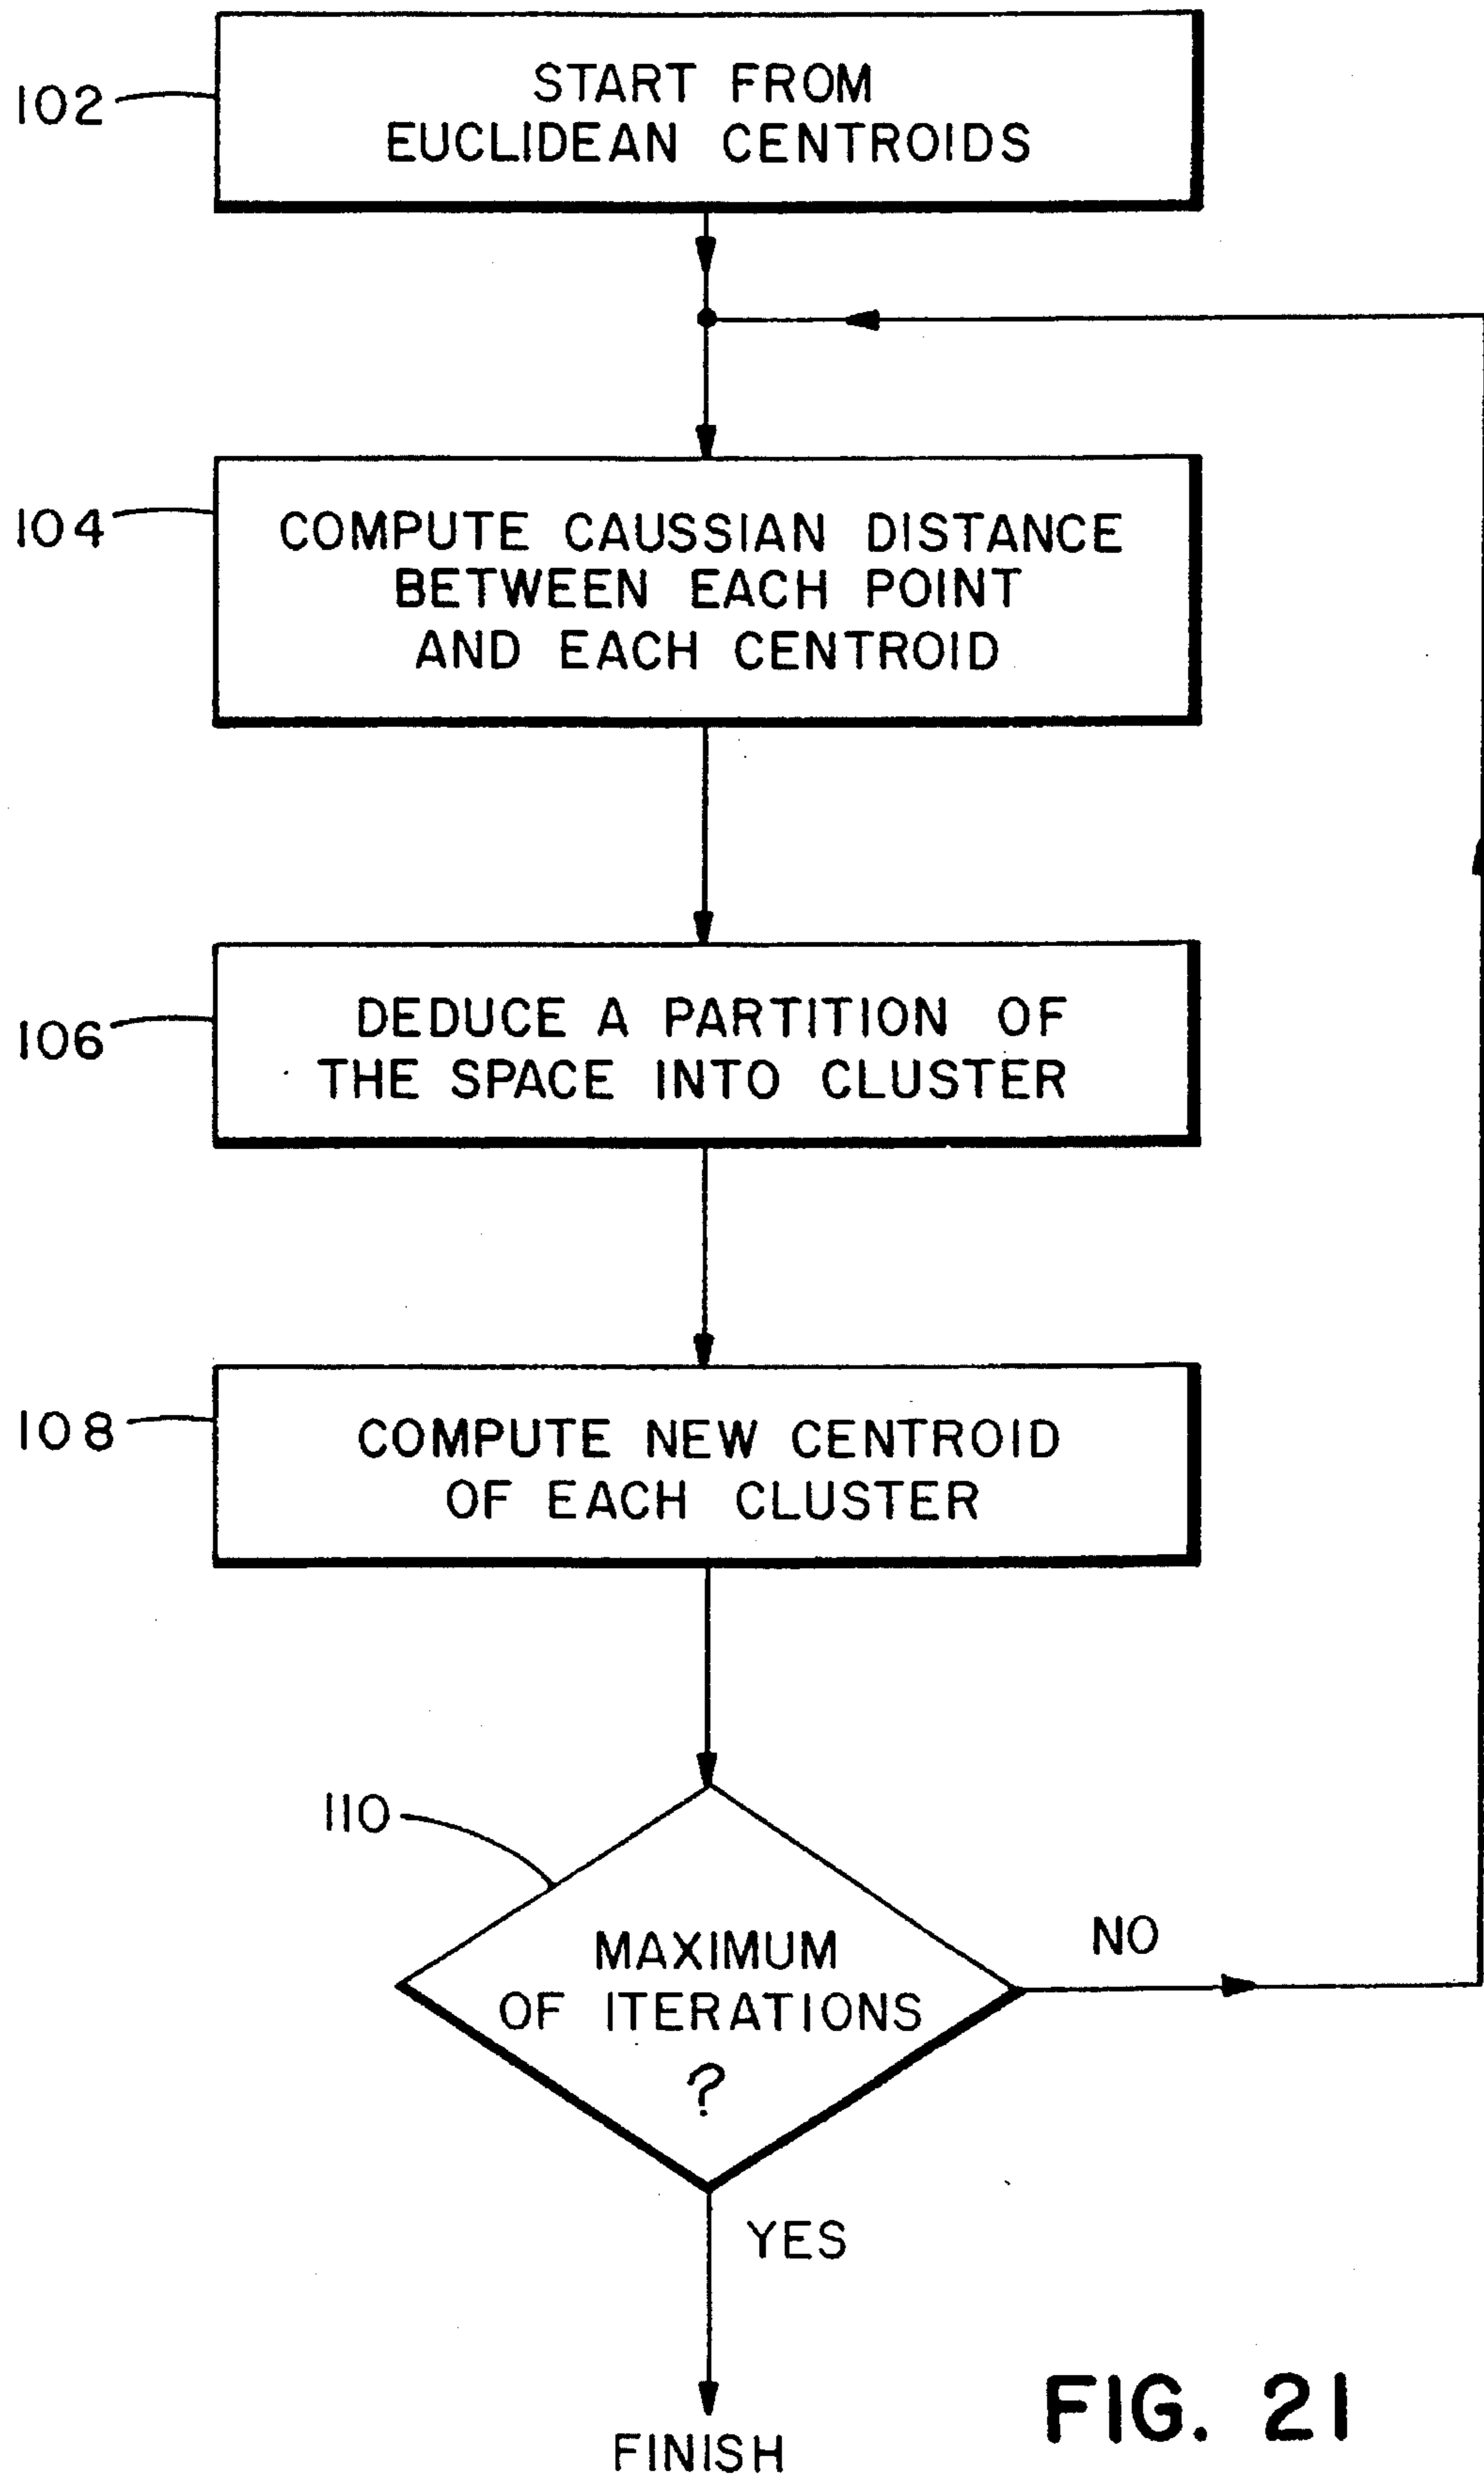 102
START FROM
EUCLIDEAN CENTROIDS
104
COMPUTE CAUSSIAN DISTANCE
BETWEEN EACH POINT
AND EACH CENTROID
106
DEDUCE A PARTITION OF
THE SPACE INTO CLUSTER
108
COMPUTE NEW CENTROID
OF EACH CLUSTER
110
MAXIMUM
OF ITERATIONS
?
NO
YES
FINISH
FIG. 21